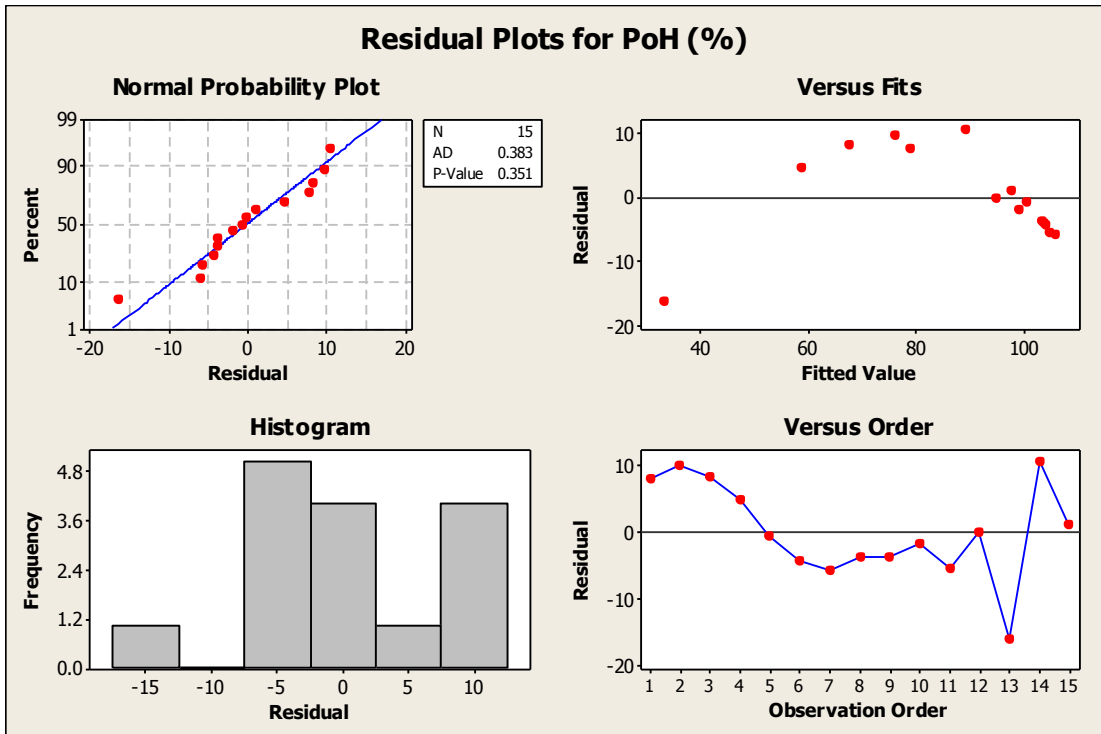 Residual Plots for PoH (%)
Normal Probability Plot
99
90
50
10
1
Percent
-20 -10 0 10 20
Residual
N 15
AD 0.383
P-Value 0.351
Versus Fits
10
0
-10
-20
Residual
40 60 80 100
Fitted Value
Histogram
4.8
3.6
2.4
1.2
0.0
Frequency
-15 -10 -5 0 5 10
Residual
Versus Order
10
0
-10
-20
Residual
1 2 3 4 5 6 7 8 9 10 11 12 13 14 15
Observation Order